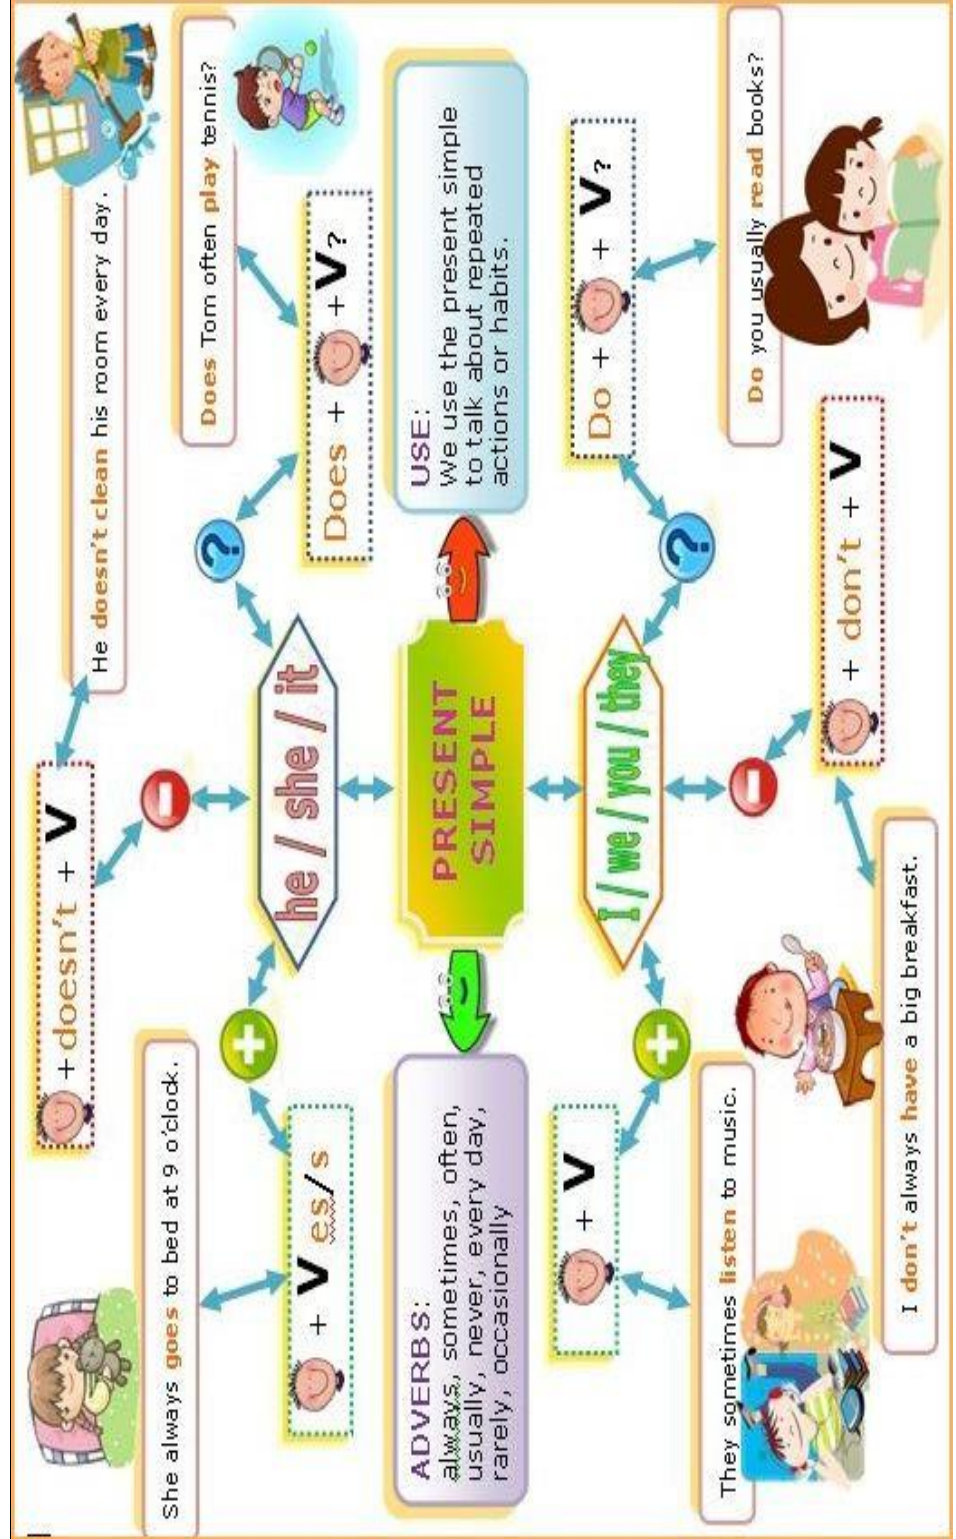 He doesn't clean his room every day.
Does Tom often play tennis?
+ doesn't + V
She always goes to bed at 9 o'clock.
?
Does + + V?
-
he / she / it
+
+ V es/s
USE:
We use the present simple
to talk about repeated
actions or habits.
PRESENT
SIMPLE
ADVERBS:
always, sometimes, often,
usually, never, every day,
rarely, occasionally
Do + + V?
I / we / you / they
+ V
?
-
+
Do you usually read books?
They sometimes listen to music.
+ don't + V
I don't always have a big breakfast.